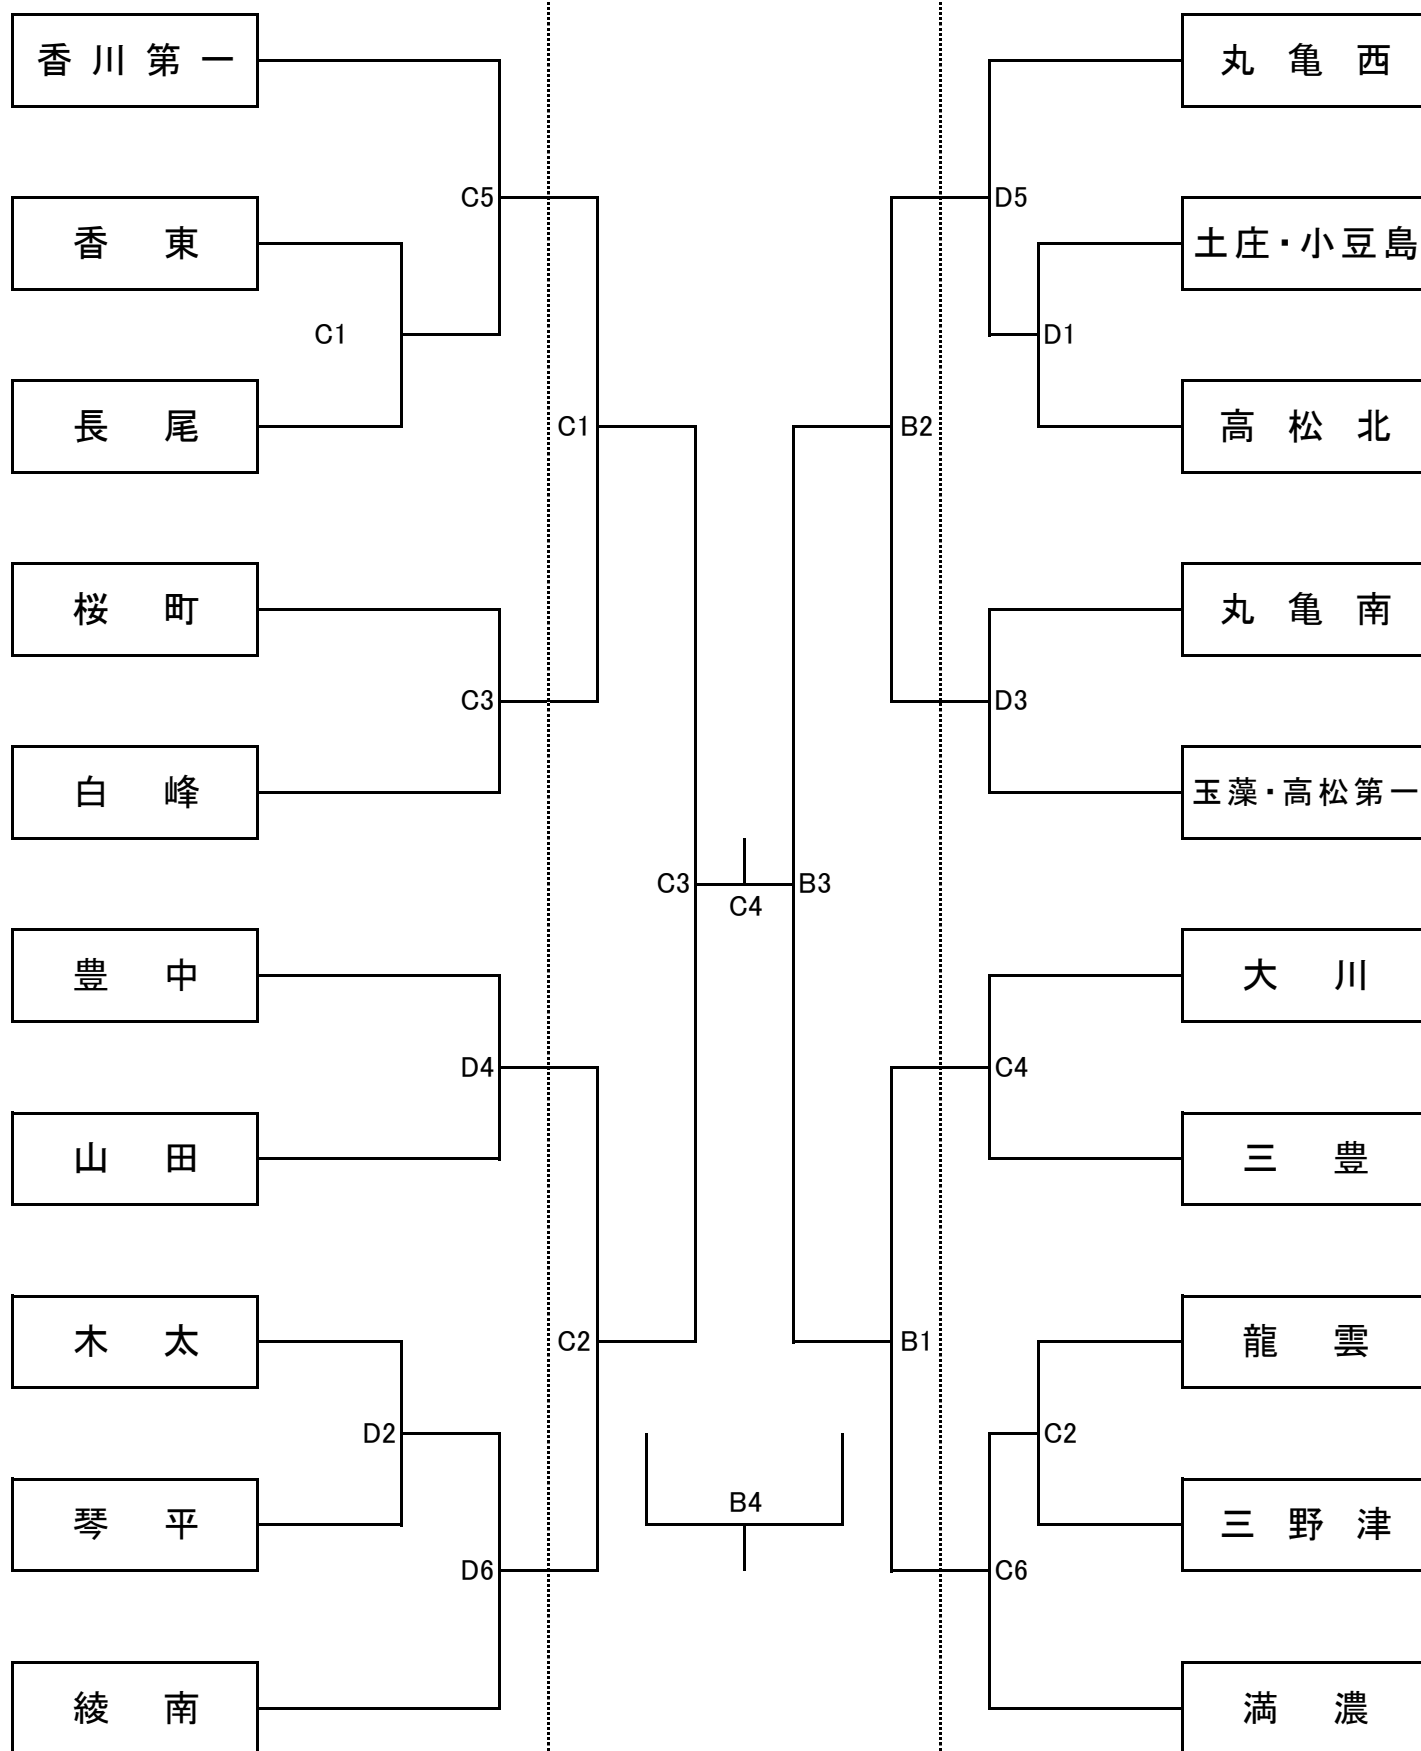 香川第一
丸亀西
C5
D5
香東
土庄・小豆島
C1
D1
長尾
C1
B2
高松北
桜町
丸亀南
C3
D3
白峰
玉藻・高松第一
C3
B3
C4
豊中
大川
D4
C4
山田
三豊
木太
C2
B1
龍雲
D2
C2
琴平
B4
三野津
D6
C6
綾南
満濃